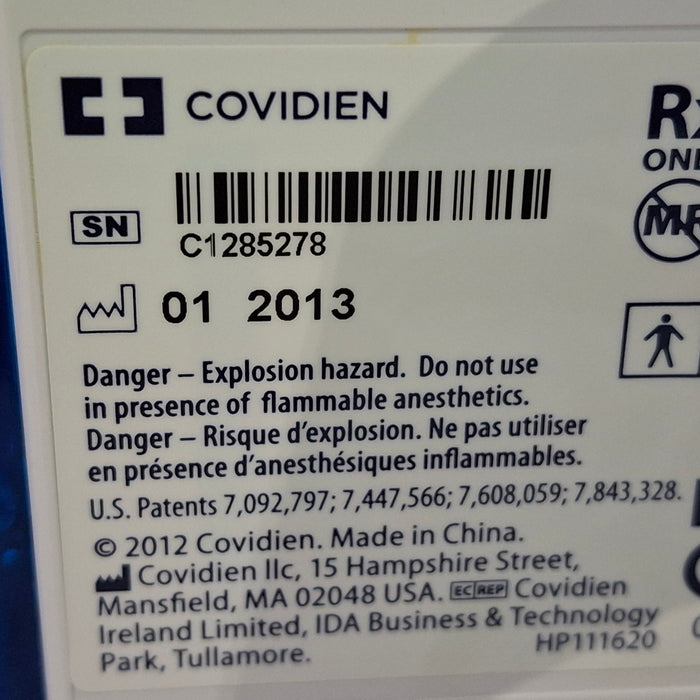 COVIDIEN
SN
C1285278
01 2013
Danger – Explosion hazard. Do not use
in presence of flammable anesthetics.
Danger – Risque d'explosion. Ne pas utiliser
en présence d'anesthésiques inflammables.
U.S. Patents 7,092,797; 7,447,566; 7,608,059; 7,843,328.
© 2012 Covidien. Made in China.
Covidien llc, 15 Hampshire Street,
Mansfield, MA 02048 USA. EC REP Covidien
Ireland Limited, IDA Business & Technology
Park, Tullamore.
HP111620